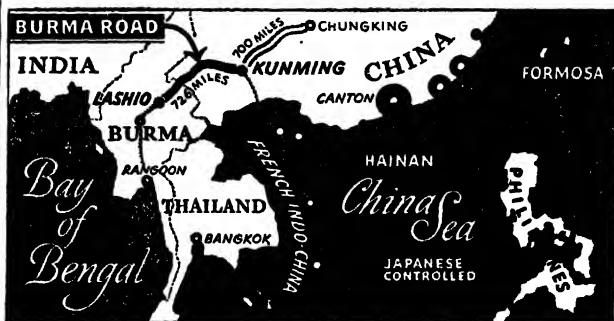 BURMA ROAD
700 MILES
CHUNGKING
INDIA
KUNMING
CHINA
FORMOSA
LASHIO
726 MILES
CANTON
BURMA
FRENCH INDO-CHINA
HAINAN
RANGOON
Bay
of
Bengal
THAILAND
China
Sea
PHILIPPINES
BANGKOK
JAPANESE
CONTROLLED